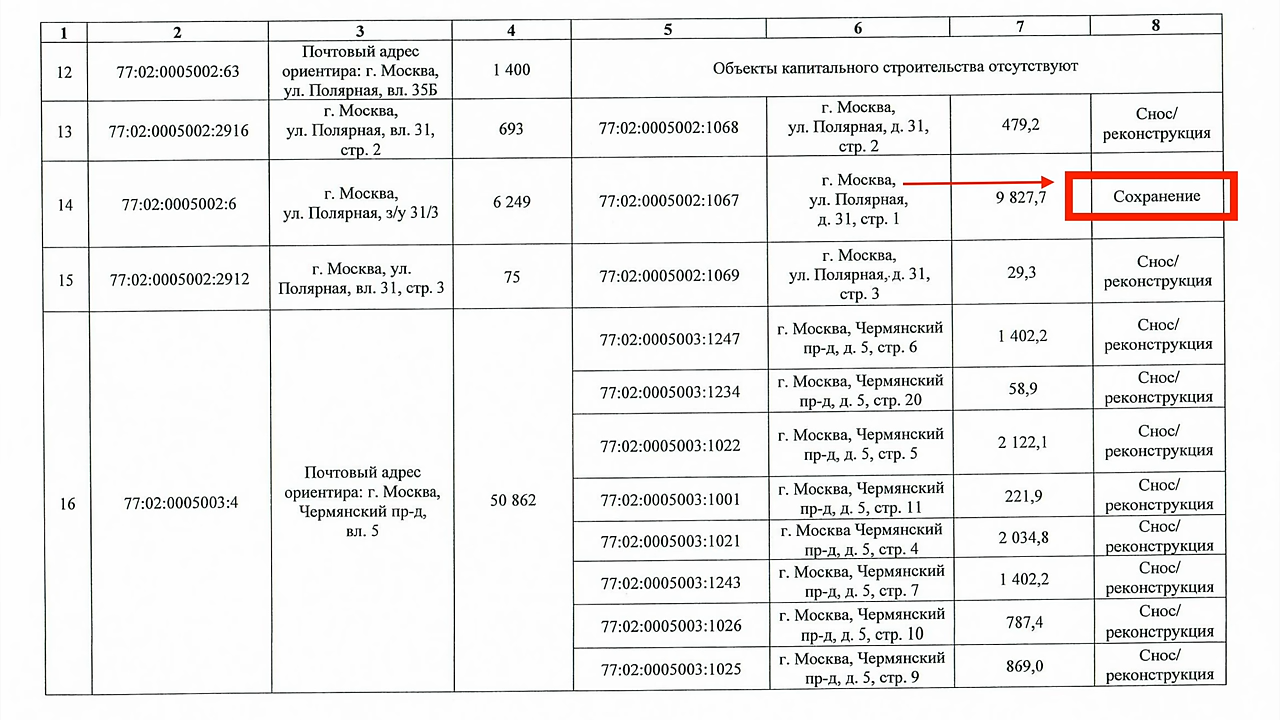 1 2 3 4 5 6 7 8
12 77:02:0005002:63 Почтовый адрес
ориентира: г. Москва,
ул. Полярная, вл. 35Б 1 400 Объекты капитального строительства отсутствуют
13 77:02:0005002:2916 г. Москва,
ул. Полярная, вл. 31,
стр. 2 693 77:02:0005002:1068 г. Москва,
ул. Полярная, д. 31,
стр. 2 479,2 Снос/
реконструкция
14 77:02:0005002:6 г. Москва,
ул. Полярная, з/у 31/3 6 249 77:02:0005002:1067 г. Москва,
ул. Полярная,
д. 31, стр. 1 9 827,7 Сохранение
15 77:02:0005002:2912 г. Москва, ул.
Полярная, вл. 31, стр. 3 75 77:02:0005002:1069 г. Москва,
ул. Полярная, д. 31,
стр. 3 29,3 Снос/
реконструкция
16 77:02:0005003:4 Почтовый адрес
ориентира: г. Москва,
Чермянский пр-д,
вл. 5 50 862
77:02:0005003:1247 г. Москва, Чермянский
пр-д, д. 5, стр. 6 1 402,2 Снос/
реконструкция
77:02:0005003:1234 г. Москва, Чермянский
пр-д, д. 5, стр. 20 58,9 Снос/
реконструкция
77:02:0005003:1022 г. Москва, Чермянский
пр-д, д. 5, стр. 5 2 122,1 Снос/
реконструкция
77:02:0005003:1001 г. Москва, Чермянский
пр-д, д. 5, стр. 11 221,9 Снос/
реконструкция
77:02:0005003:1021 г. Москва Чермянский
пр-д, д. 5, стр. 4 2 034,8 Снос/
реконструкция
77:02:0005003:1243 г. Москва, Чермянский
пр-д, д. 5, стр. 7 1 402,2 Снос/
реконструкция
77:02:0005003:1026 г. Москва, Чермянский
пр-д, д. 5, стр. 10 787,4 Снос/
реконструкция
77:02:0005003:1025 г. Москва, Чермянский
пр-д, д. 5, стр. 9 869,0 Снос/
реконструкция